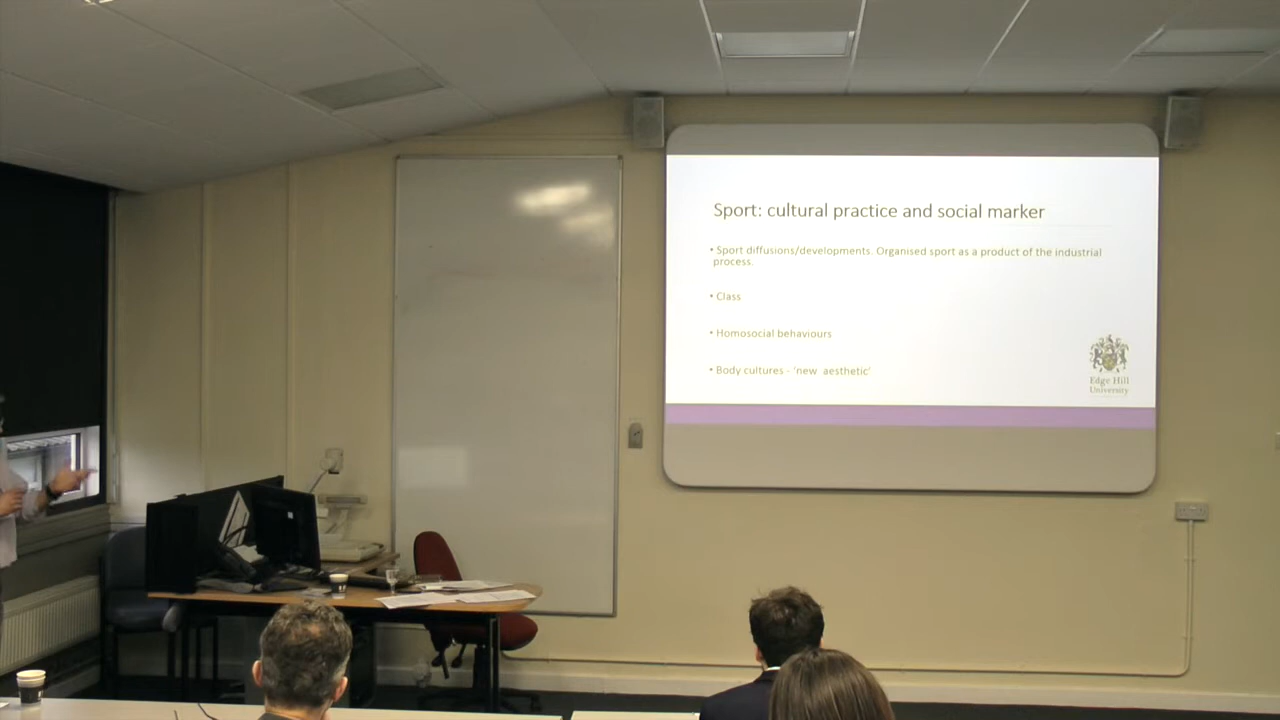 Sport: cultural practice and social marker
• Sport diffusions/developments. Organised sport as a product of the industrial
process.
• Class
• Homosocial behaviours
• Body cultures - ‘new aesthetic’
Edge Hill
University